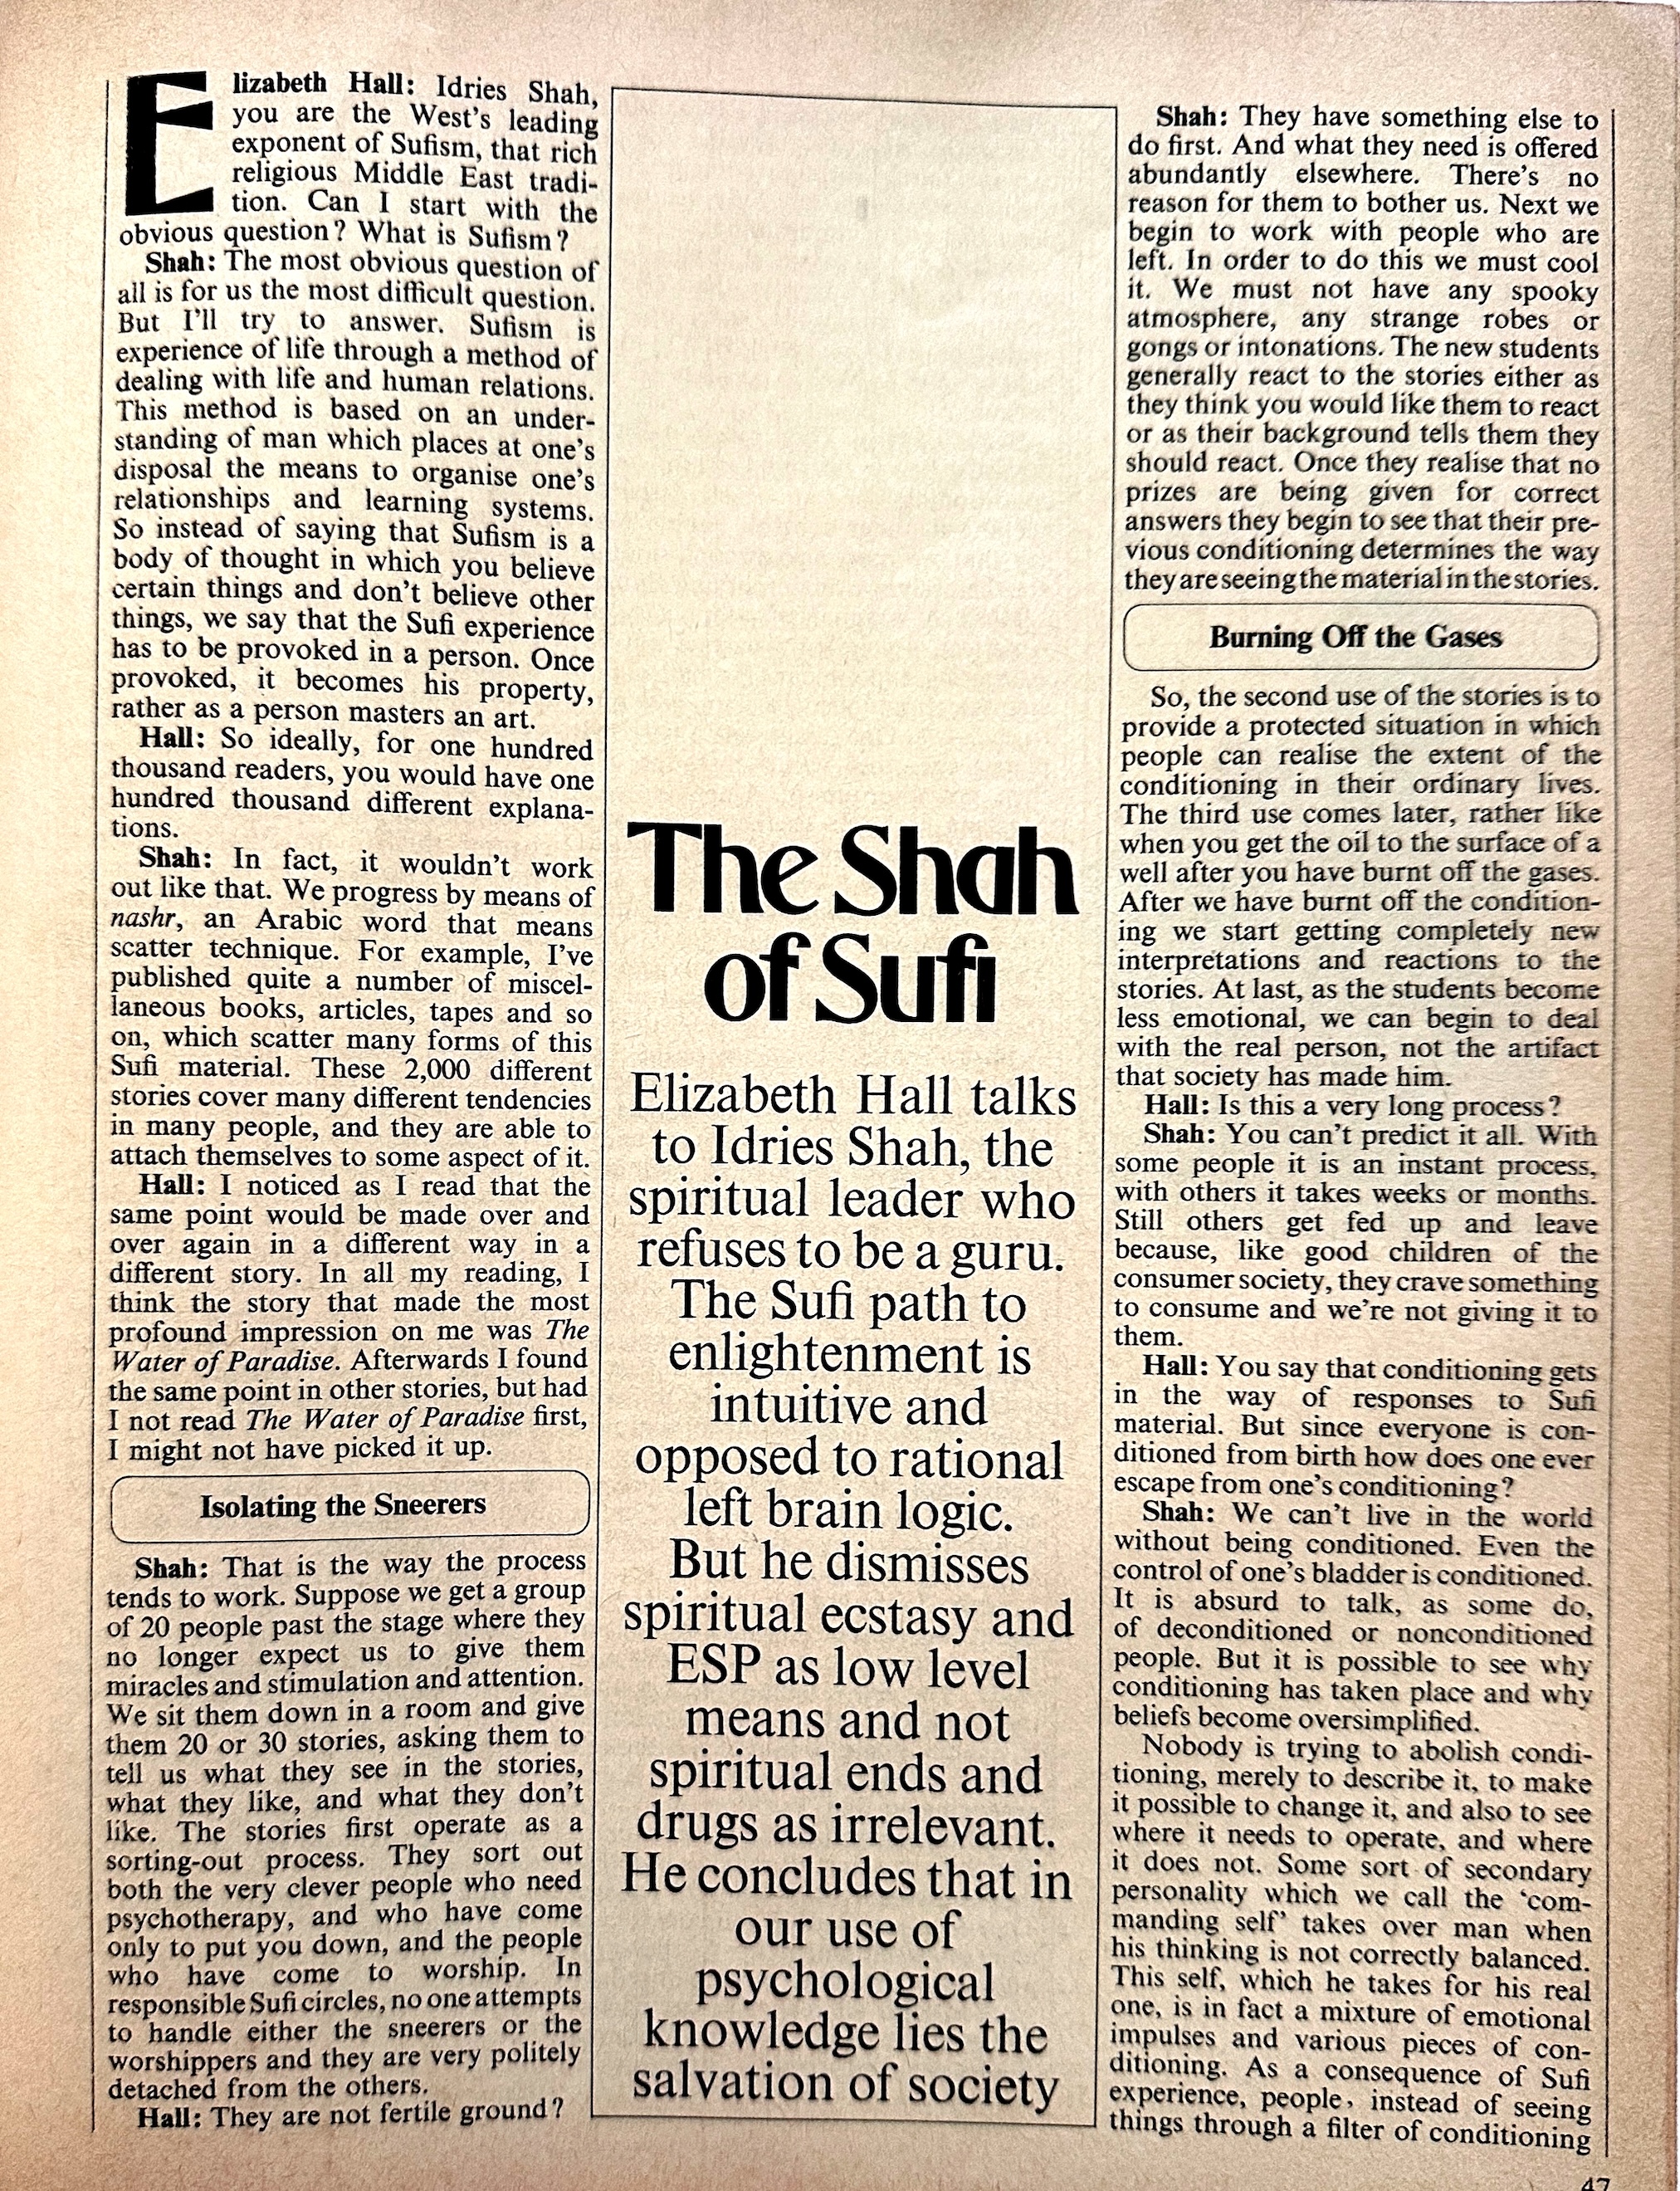 Elizabeth Hall: Idries Shah,
you are the West's leading
exponent of Sufism, that rich
religious Middle East tradi-
tion. Can I start with the
obvious question? What is Sufism?
Shah: The most obvious question of
all is for us the most difficult question.
But I'll try to answer. Sufism is
experience of life through a method of
dealing with life and human relations.
This method is based on an under-
standing of man which places at one's
disposal the means to organise one's
relationships and learning systems.
So instead of saying that Sufism is a
body of thought in which you believe
certain things and don't believe other
things, we say that the Sufi experience
has to be provoked in a person. Once
provoked, it becomes his property,
rather as a person masters an art.
Hall: So ideally, for one hundred
thousand readers, you would have one
hundred thousand different explana-
tions.
Shah: In fact, it wouldn't work
out like that. We progress by means of
nashr, an Arabic word that means
scatter technique. For example, I've
published quite a number of miscel-
laneous books, articles, tapes and so
on, which scatter many forms of this
Sufi material. These 2,000 different
stories cover many different tendencies
in many people, and they are able to
attach themselves to some aspect of it.
Hall: I noticed as I read that the
same point would be made over and
over again in a different way in a
different story. In all my reading, I
think the story that made the most
profound impression on me was The
Water of Paradise. Afterwards I found
the same point in other stories, but had
I not read The Water of Paradise first,
I might not have picked it up.
Isolating the Sneerers
Shah: That is the way the process
tends to work. Suppose we get a group
of 20 people past the stage where they
no longer expect us to give them
miracles and stimulation and attention.
We sit them down in a room and give
them 20 or 30 stories, asking them to
tell us what they see in the stories,
what they like, and what they don't
like. The stories first operate as a
sorting-out process. They sort out
both the very clever people who need
psychotherapy, and who have come
only to put you down, and the people
who have come to worship. In
responsible Sufi circles, no one attempts
to handle either the sneerers or the
worshippers and they are very politely
detached from the others.
Hall: They are not fertile ground?
The Shah
of Sufi
Elizabeth Hall talks
to Idries Shah, the
spiritual leader who
refuses to be a guru.
The Sufi path to
enlightenment is
intuitive and
opposed to rational
left brain logic.
But he dismisses
spiritual ecstasy and
ESP as low level
means and not
spiritual ends and
drugs as irrelevant.
He concludes that in
our use of
psychological
knowledge lies the
salvation of society
Shah: They have something else to
do first. And what they need is offered
abundantly elsewhere. There's no
reason for them to bother us. Next we
begin to work with people who are
left. In order to do this we must cool
it. We must not have any spooky
atmosphere, any strange robes or
gongs or intonations. The new students
generally react to the stories either as
they think you would like them to react
or as their background tells them they
should react. Once they realise that no
prizes are being given for correct
answers they begin to see that their pre-
vious conditioning determines the way
they are seeing the material in the stories.
Burning Off the Gases
So, the second use of the stories is to
provide a protected situation in which
people can realise the extent of the
conditioning in their ordinary lives.
The third use comes later, rather like
when you get the oil to the surface of a
well after you have burnt off the gases.
After we have burnt off the condition-
ing we start getting completely new
interpretations and reactions to the
stories. At last, as the students become
less emotional, we can begin to deal
with the real person, not the artifact
that society has made him.
Hall: Is this a very long process?
Shah: You can't predict it all. With
some people it is an instant process,
with others it takes weeks or months.
Still others get fed up and leave
because, like good children of the
consumer society, they crave something
to consume and we're not giving it to
them.
Hall: You say that conditioning gets
in the way of responses to Sufi
material. But since everyone is con-
ditioned from birth how does one ever
escape from one's conditioning?
Shah: We can't live in the world
without being conditioned. Even the
control of one's bladder is conditioned.
It is absurd to talk, as some do,
of deconditioned or nonconditioned
people. But it is possible to see why
conditioning has taken place and why
beliefs become oversimplified.
Nobody is trying to abolish condi-
tioning, merely to describe it, to make
it possible to change it, and also to see
where it needs to operate, and where
it does not. Some sort of secondary
personality which we call the 'com-
manding self' takes over man when
his thinking is not correctly balanced.
This self, which he takes for his real
one, is in fact a mixture of emotional
impulses and various pieces of con-
ditioning. As a consequence of Sufi
experience, people, instead of seeing
things through a filter of conditioning
47